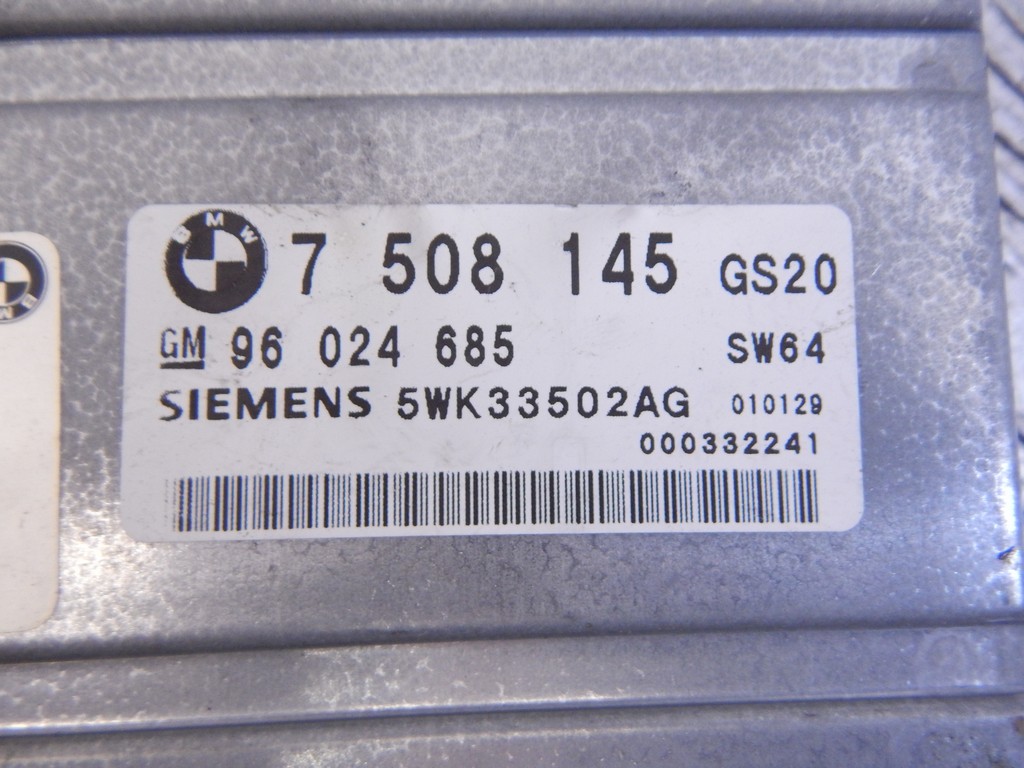 BMW 7 508 145 GS20
GM 96 024 685 SW64
SIEMENS 5WK33502AG 010129
000332241